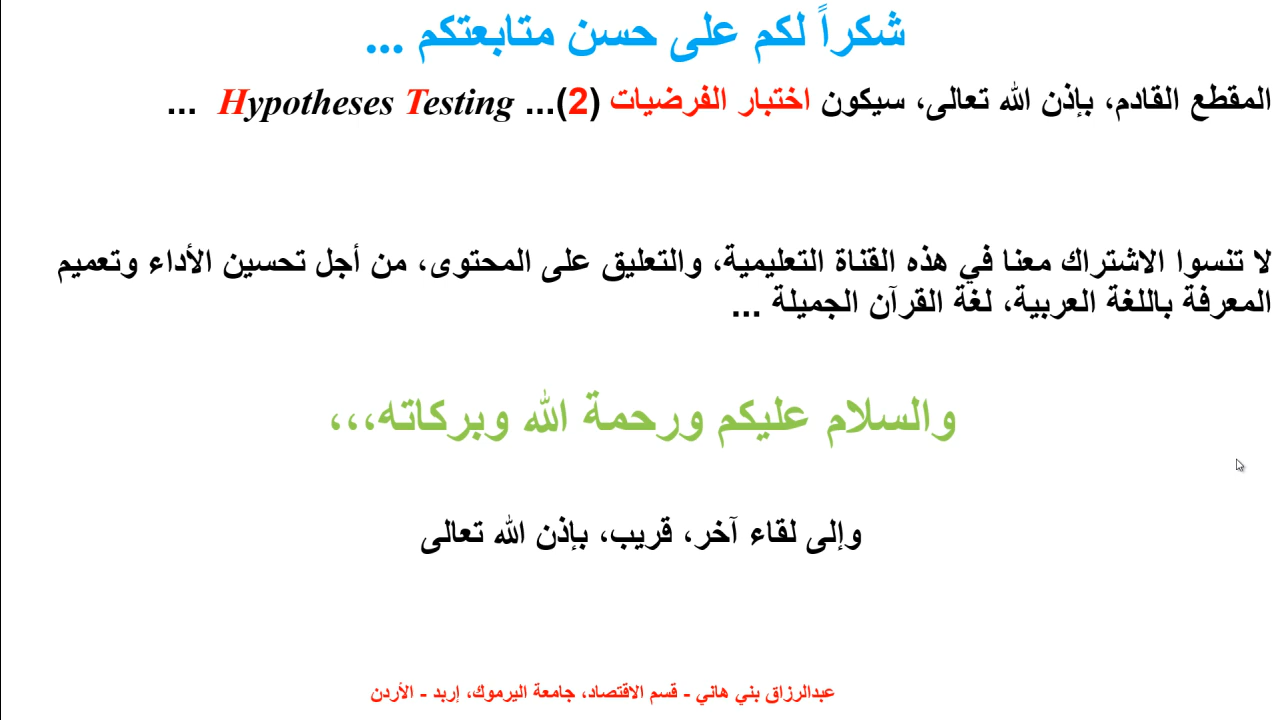 شكراً لكم على حسن متابعتكم ...
المقطع القادم، بإذن الله تعالى، سيكون اختبار الفرضيات (2)... Hypotheses Testing ...
لا تنسوا الاشتراك معنا في هذه القناة التعليمية، والتعليق على المحتوى، من أجل تحسين الأداء وتعميم
المعرفة باللغة العربية، لغة القرآن الجميلة ...
والسلام عليكم ورحمة الله وبركاته،،،
وإلى لقاء آخر، قريب، بإذن الله تعالى
عبدالرزاق بني هاني - قسم الاقتصاد، جامعة اليرموك، إربد - الأردن